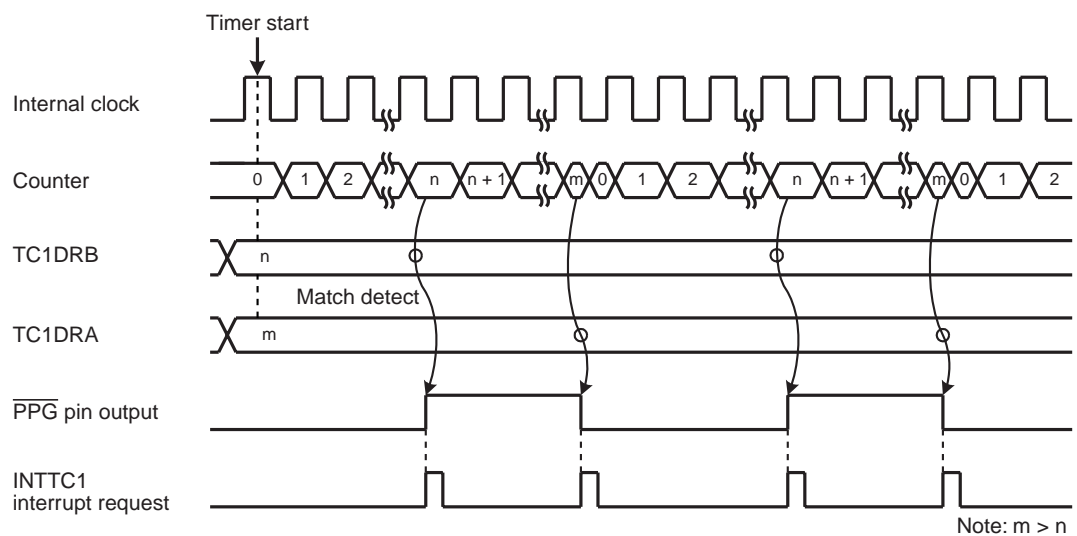 Timer start
Internal clock
Counter
0 1 2 n n + 1 m 0 1 2 n n + 1 m 0 1 2
TC1DRB
n
Match detect
TC1DRA
m
PPG pin output
INTTC1
interrupt request
Note: m > n